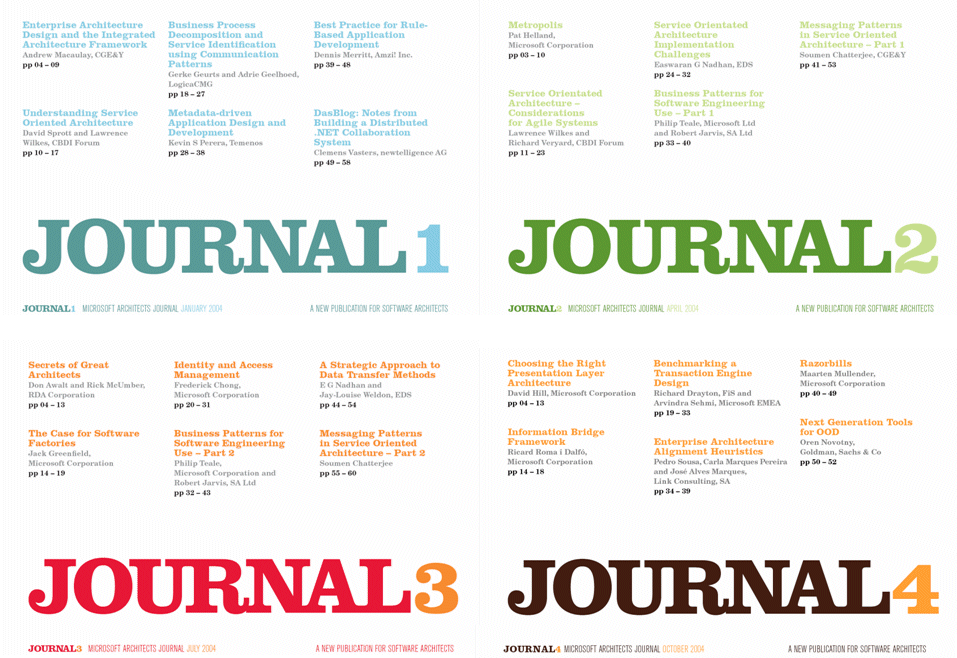 Enterprise Architecture
Design and the Integrated
Architecture Framework
Andrew Macaulay, CGE&Y
pp 04 – 09
Understanding Service
Oriented Architecture
David Sprott and Lawrence
Wilkes, CBDI Forum
pp 10 – 17
Business Process
Decomposition and
Service Identification
using Communication
Patterns
Gerke Geurts and Adrie Geelhoed,
LogicaCMG
pp 18 – 27
Metadata-driven
Application Design and
Development
Kevin S Perera, Temenos
pp 28 – 38
Best Practice for Rule-
Based Application
Development
Dennis Merritt, Amzi! Inc.
pp 39 – 48
DasBlog: Notes from
Building a Distributed
.NET Collaboration
System
Clemens Vasters, newtelligence AG
pp 49 – 58
JOURNAL1
JOURNAL1 MICROSOFT ARCHITECTS JOURNAL JANUARY 2004
A NEW PUBLICATION FOR SOFTWARE ARCHITECTS
Metropolis
Pat Helland,
Microsoft Corporation
pp 03 – 10
Service Orientated
Architecture –
Considerations
for Agile Systems
Lawrence Wilkes and
Richard Veryard, CBDI Forum
pp 11 – 23
Service Orientated
Architecture
Implementation
Challenges
Easwaran G Nadhan, EDS
pp 24 – 32
Business Patterns for
Software Engineering
Use – Part 1
Philip Teale, Microsoft Ltd
and Robert Jarvis, SA Ltd
pp 33 – 40
Messaging Patterns
in Service Oriented
Architecture – Part 1
Soumen Chatterjee, CGE&Y
pp 41 – 53
JOURNAL2
JOURNAL2 MICROSOFT ARCHITECTS JOURNAL APRIL 2004
A NEW PUBLICATION FOR SOFTWARE ARCHITECTS
Secrets of Great
Architects
Don Awalt and Rick McUmber,
RDA Corporation
pp 04 – 13
The Case for Software
Factories
Jack Greenfield,
Microsoft Corporation
pp 14 – 19
Identity and Access
Management
Frederick Chong,
Microsoft Corporation
pp 20 – 31
Business Patterns for
Software Engineering
Use – Part 2
Philip Teale,
Microsoft Corporation and
Robert Jarvis, SA Ltd
pp 32 – 43
A Strategic Approach to
Data Transfer Methods
E G Nadhan and
Jay-Louise Weldon, EDS
pp 44 – 54
Messaging Patterns
in Service Oriented
Architecture – Part 2
Soumen Chatterjee
pp 55 – 60
JOURNAL3
JOURNAL3 MICROSOFT ARCHITECTS JOURNAL JULY 2004
A NEW PUBLICATION FOR SOFTWARE ARCHITECTS
Choosing the Right
Presentation Layer
Architecture
David Hill, Microsoft Corporation
pp 04 – 13
Information Bridge
Framework
Ricard Roma i Dalfó,
Microsoft Corporation
pp 14 – 18
Benchmarking a
Transaction Engine
Design
Richard Drayton, FiS and
Arvindra Sehmi, Microsoft EMEA
pp 19 – 33
Enterprise Architecture
Alignment Heuristics
Pedro Sousa, Carla Marques Pereira
and José Alves Marques,
Link Consulting, SA
pp 34 – 39
Razorbills
Maarten Mullender,
Microsoft Corporation
pp 40 – 49
Next Generation Tools
for OOD
Oren Novotny,
Goldman, Sachs & Co
pp 50 – 52
JOURNAL4
JOURNAL4 MICROSOFT ARCHITECTS JOURNAL OCTOBER 2004
A NEW PUBLICATION FOR SOFTWARE ARCHITECTS